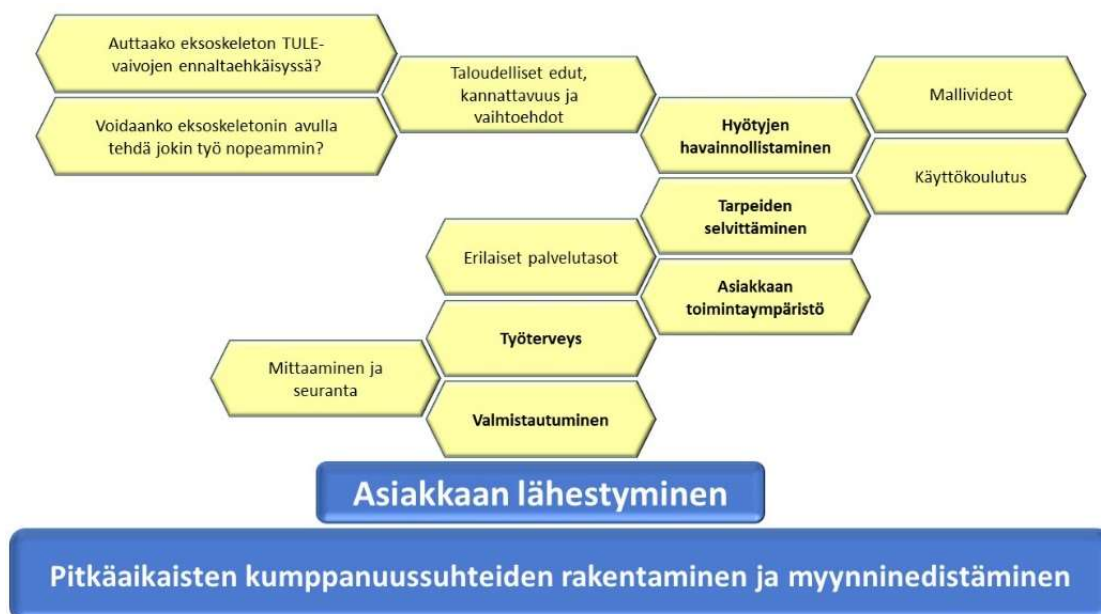 Auttaako eksoskeleton TULE-
vaivojen ennaltaehkäisyssä?
Voidaanko eksoskeletonin avulla
tehdä jokin työ nopeammin?
Taloudelliset edut,
kannattavuus ja
vaihtoehdot
Hyötyjen
havainnollistaminen
Mallivideot
Käyttökoulutus
Tarpeiden
selvittäminen
Erilaiset palvelutasot
Asiakkaan
toimintaympäristö
Työterveys
Mittaaminen ja
seuranta
Valmistautuminen
Asiakkaan lähestyminen
Pitkäaikaisten kumppanuussuhteiden rakentaminen ja myynninedistäminen